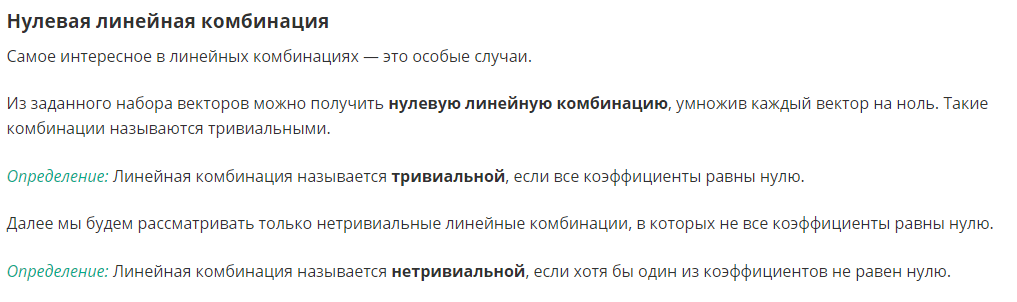 Нулевая линейная комбинация
Самое интересное в линейных комбинациях — это особые случаи.
Из заданного набора векторов можно получить нулевую линейную комбинацию, умножив каждый вектор на ноль. Такие
комбинации называются тривиальными.
Определение: Линейная комбинация называется тривиальной, если все коэффициенты равны нулю.
Далее мы будем рассматривать только нетривиальные линейные комбинации, в которых не все коэффициенты равны нулю.
Определение: Линейная комбинация называется нетривиальной, если хотя бы один из коэффициентов не равен нулю.